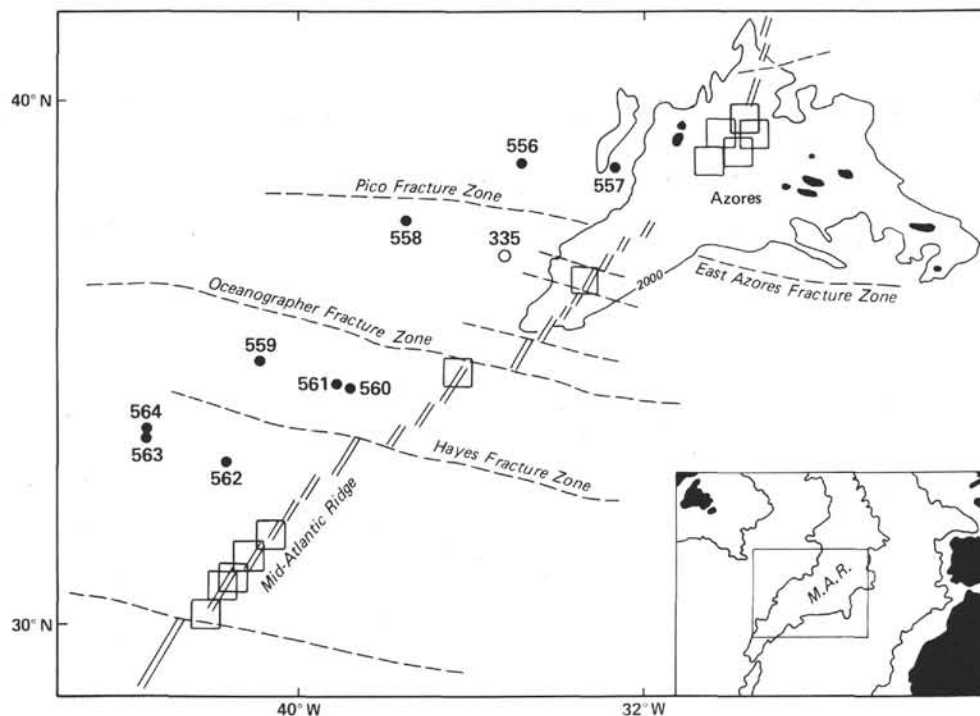 40° N
556
557
Pico Fracture Zone
Azores
558
335
2000
East Azores Fracture Zone
Oceanographer Fracture Zone
559
561
560
564
563
562
Hayes Fracture Zone
Mid-Atlantic Ridge
M.A.R.
30° N
40° W
32° W